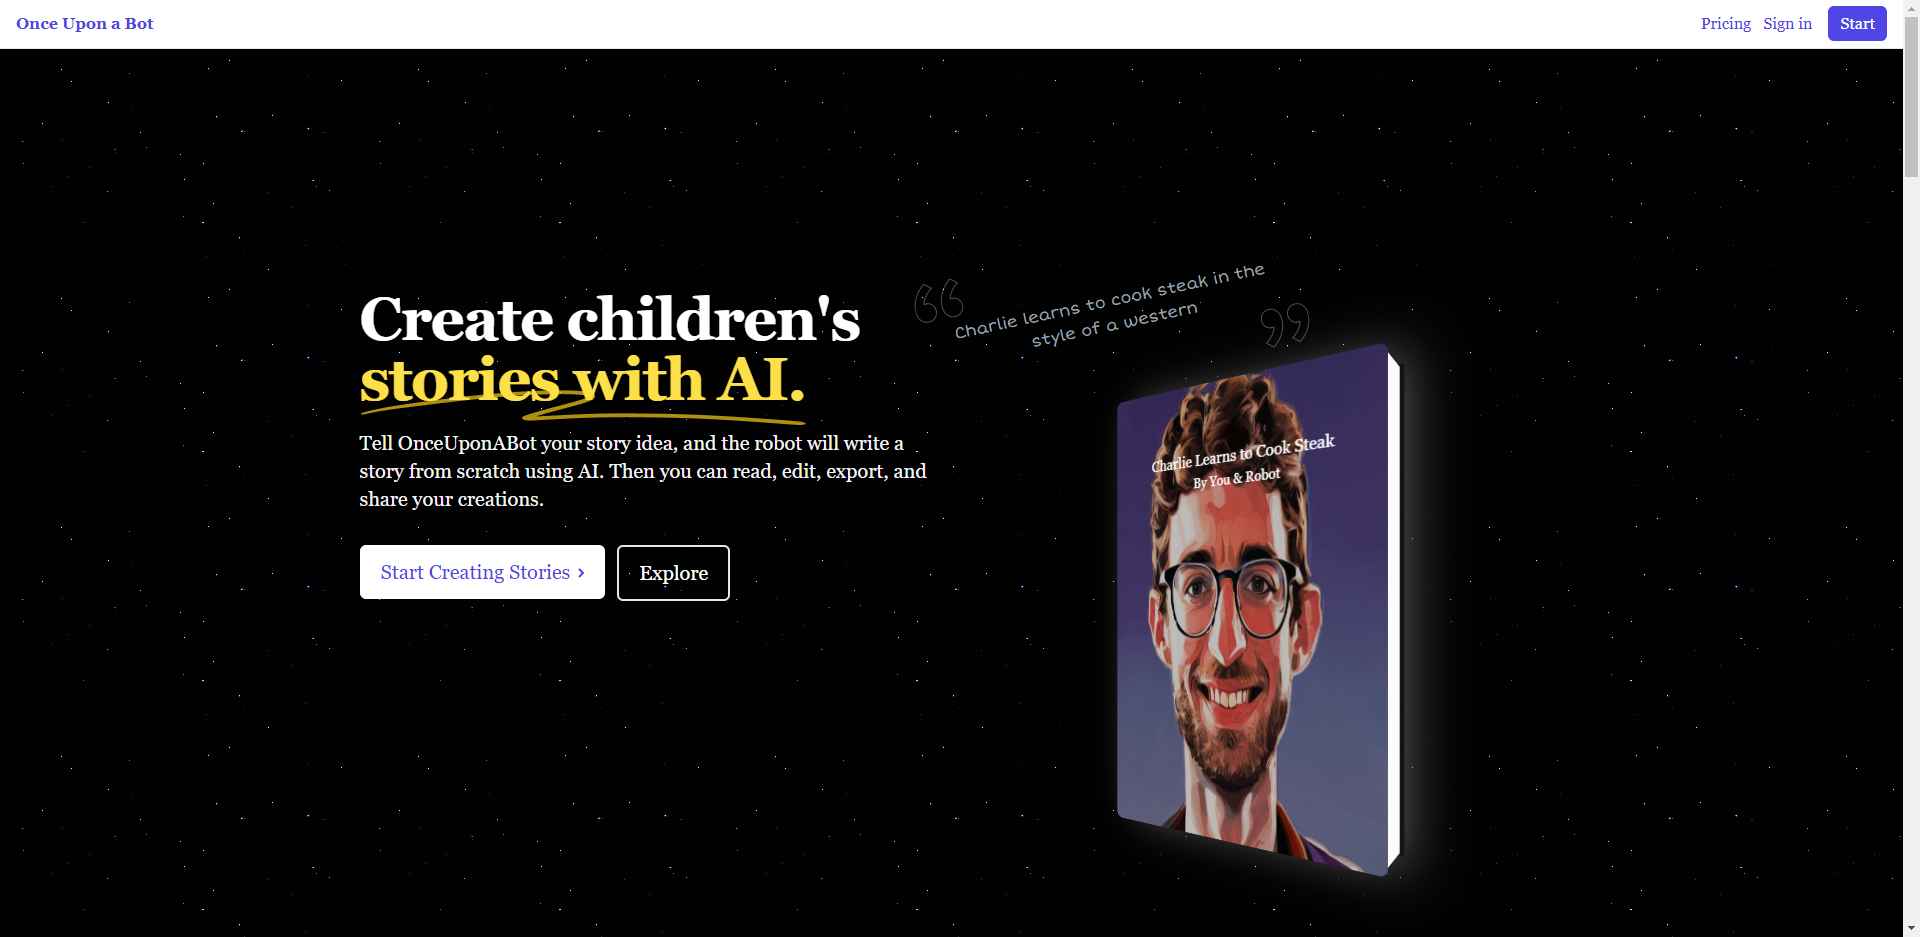 Once Upon a Bot
Pricing
Sign in
Start
Create children's
stories with AI.
Tell OnceUponABot your story idea, and the robot will write a
story from scratch using AI. Then you can read, edit, export, and
share your creations.
Start Creating Stories ›
Explore
“ Charlie learns to cook steak in the
style of a western ”
Charlie Learns to Cook Steak
By You & Robot